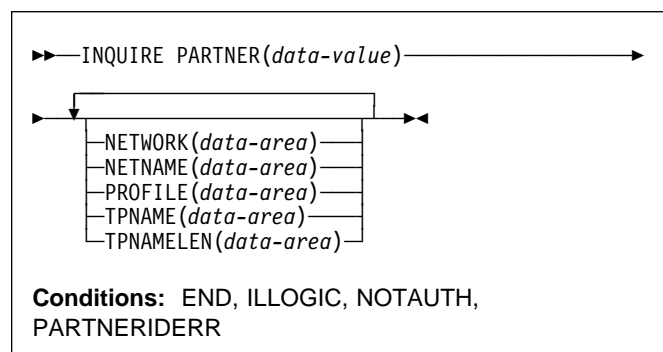 INQUIRE PARTNER(data-value)
NETWORK(data-area)
NETNAME(data-area)
PROFILE(data-area)
TPNAME(data-area)
TPNAMELEN(data-area)
Conditions: END, ILLOGIC, NOTAUTH,
PARTNERIDERR